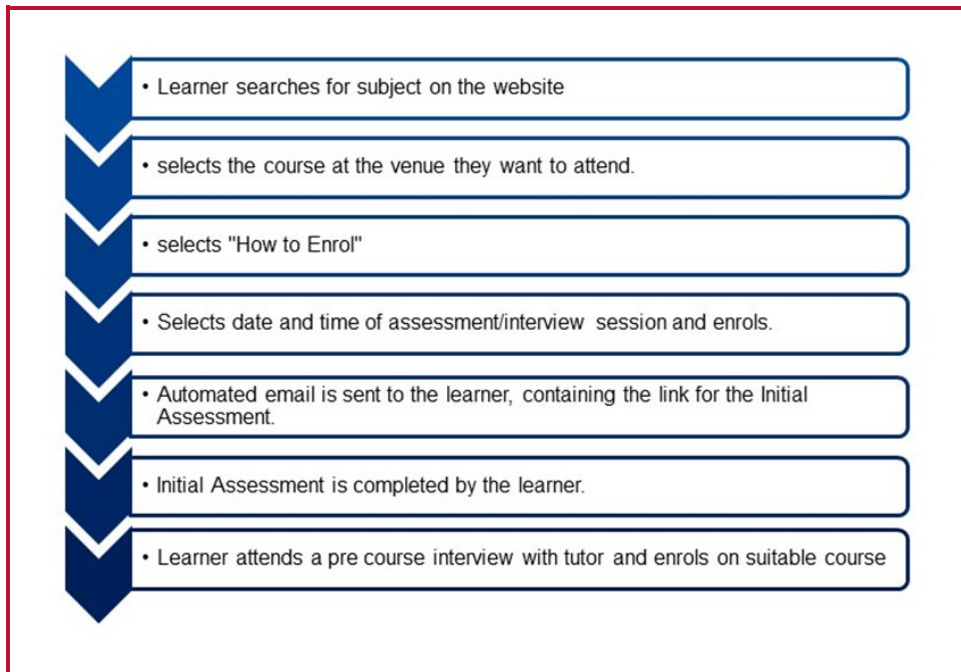 • Learner searches for subject on the website
• selects the course at the venue they want to attend.
• selects "How to Enrol"
• Selects date and time of assessment/interview session and enrols.
• Automated email is sent to the learner, containing the link for the Initial
Assessment.
• Initial Assessment is completed by the learner.
• Learner attends a pre course interview with tutor and enrols on suitable course